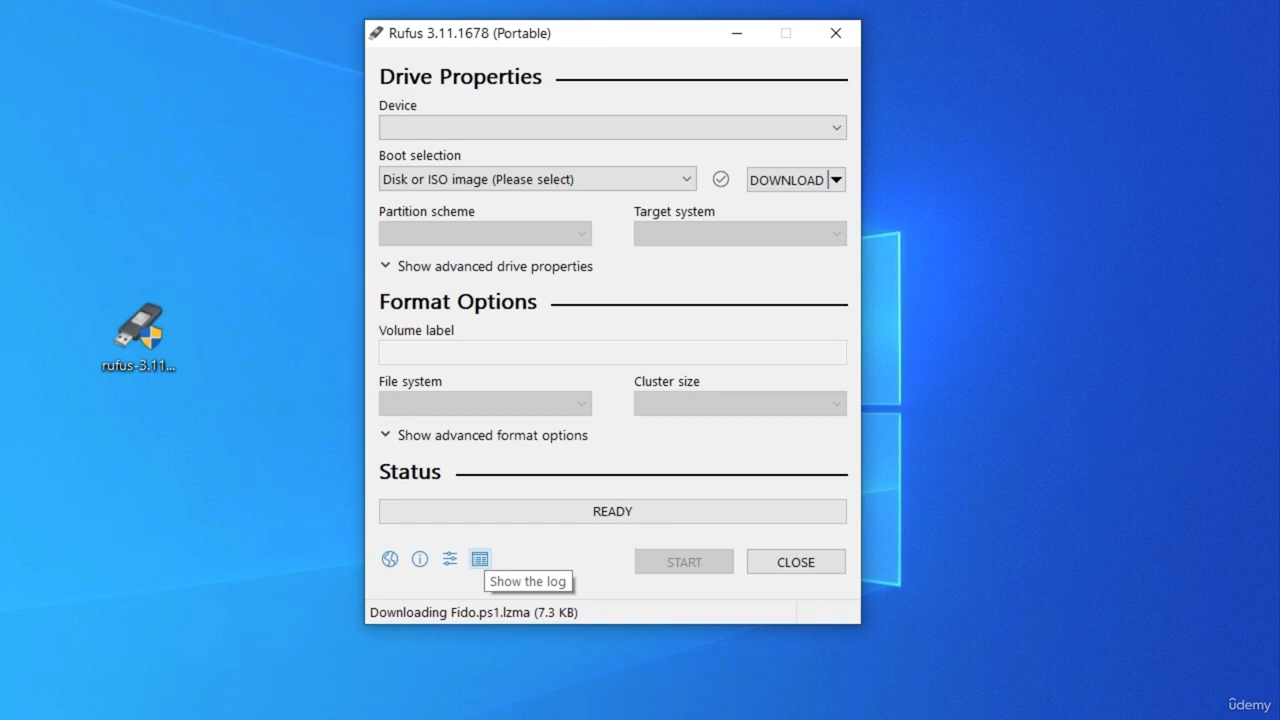 Rufus 3.11.1678 (Portable)
Drive Properties
Device
Boot selection
Disk or ISO image (Please select)
DOWNLOAD
Partition scheme
Target system
Show advanced drive properties
Format Options
Volume label
File system
Cluster size
Show advanced format options
Status
READY
START
CLOSE
Show the log
Downloading Fido.ps1.lzma (7.3 KB)
rufus-3.11...
ûdemy